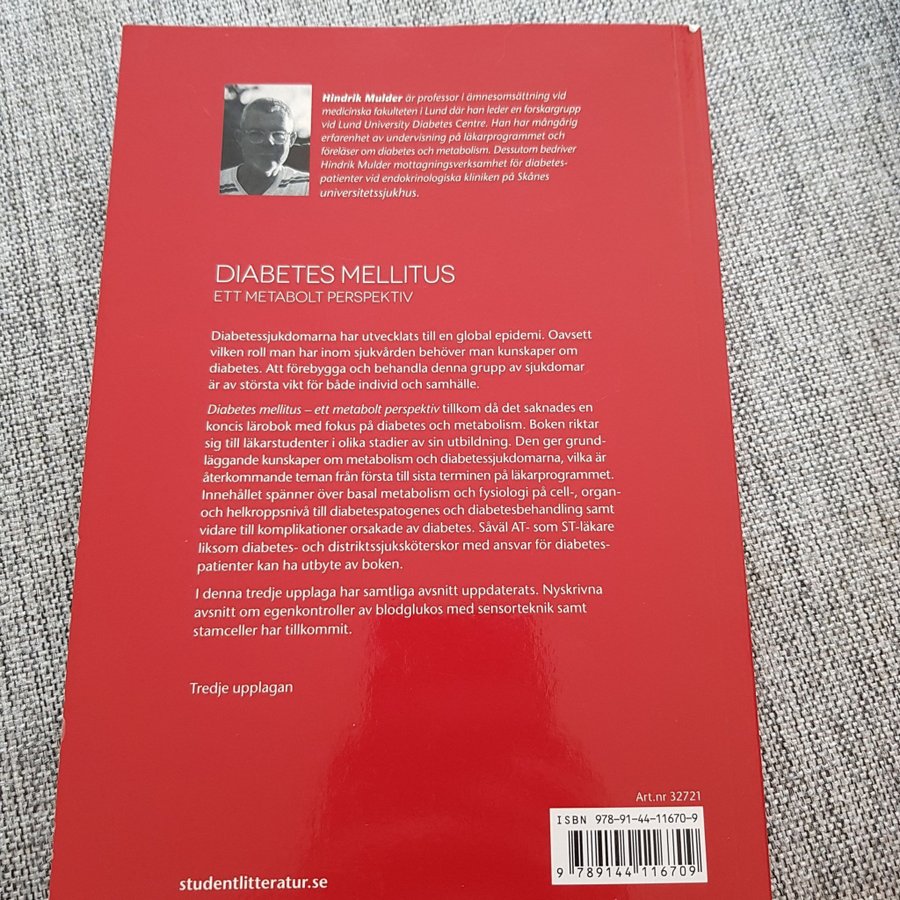 Hindrik Mulder är professor i ämnesomsättning vid
medicinska fakulteten i Lund där han leder en forskargrupp
vid Lund University Diabetes Centre. Han har mångårig
erfarenhet av undervisning på läkarprogrammet och
föreläser om diabetes och metabolism. Dessutom bedriver
Hindrik Mulder mottagningsverksamhet för diabetes-
patienter vid endokrinologiska kliniken på Skånes
universitetssjukhus.
DIABETES MELLITUS
ETT METABOLT PERSPEKTIV
Diabetessjukdomarna har utvecklats till en global epidemi. Oavsett
vilken roll man har inom sjukvården behöver man kunskaper om
diabetes. Att förebygga och behandla denna grupp av sjukdomar
är av största vikt för både individ och samhälle.
Diabetes mellitus – ett metabolt perspektiv tillkom då det saknades en
koncis lärobok med fokus på diabetes och metabolism. Boken riktar
sig till läkarstudenter i olika stadier av sin utbildning. Den ger grund-
läggande kunskaper om metabolism och diabetessjukdomarna, vilka är
återkommande teman från första till sista terminen på läkarprogrammet.
Innehållet spänner över basal metabolism och fysiologi på cell-, organ-
och helkroppsnivå till diabetespatogenes och diabetesbehandling samt
vidare till komplikationer orsakade av diabetes. Såväl AT- som ST-läkare
liksom diabetes- och distriktssjuksköterskor med ansvar för diabetes-
patienter kan ha utbyte av boken.
I denna tredje upplaga har samtliga avsnitt uppdaterats. Nyskrivna
avsnitt om egenkontroller av blodglukos med sensorteknik samt
stamceller har tillkommit.
Tredje upplagan
Art.nr 32721
ISBN 978-91-44-11670-9
9 789144 116709
studentlitteratur.se